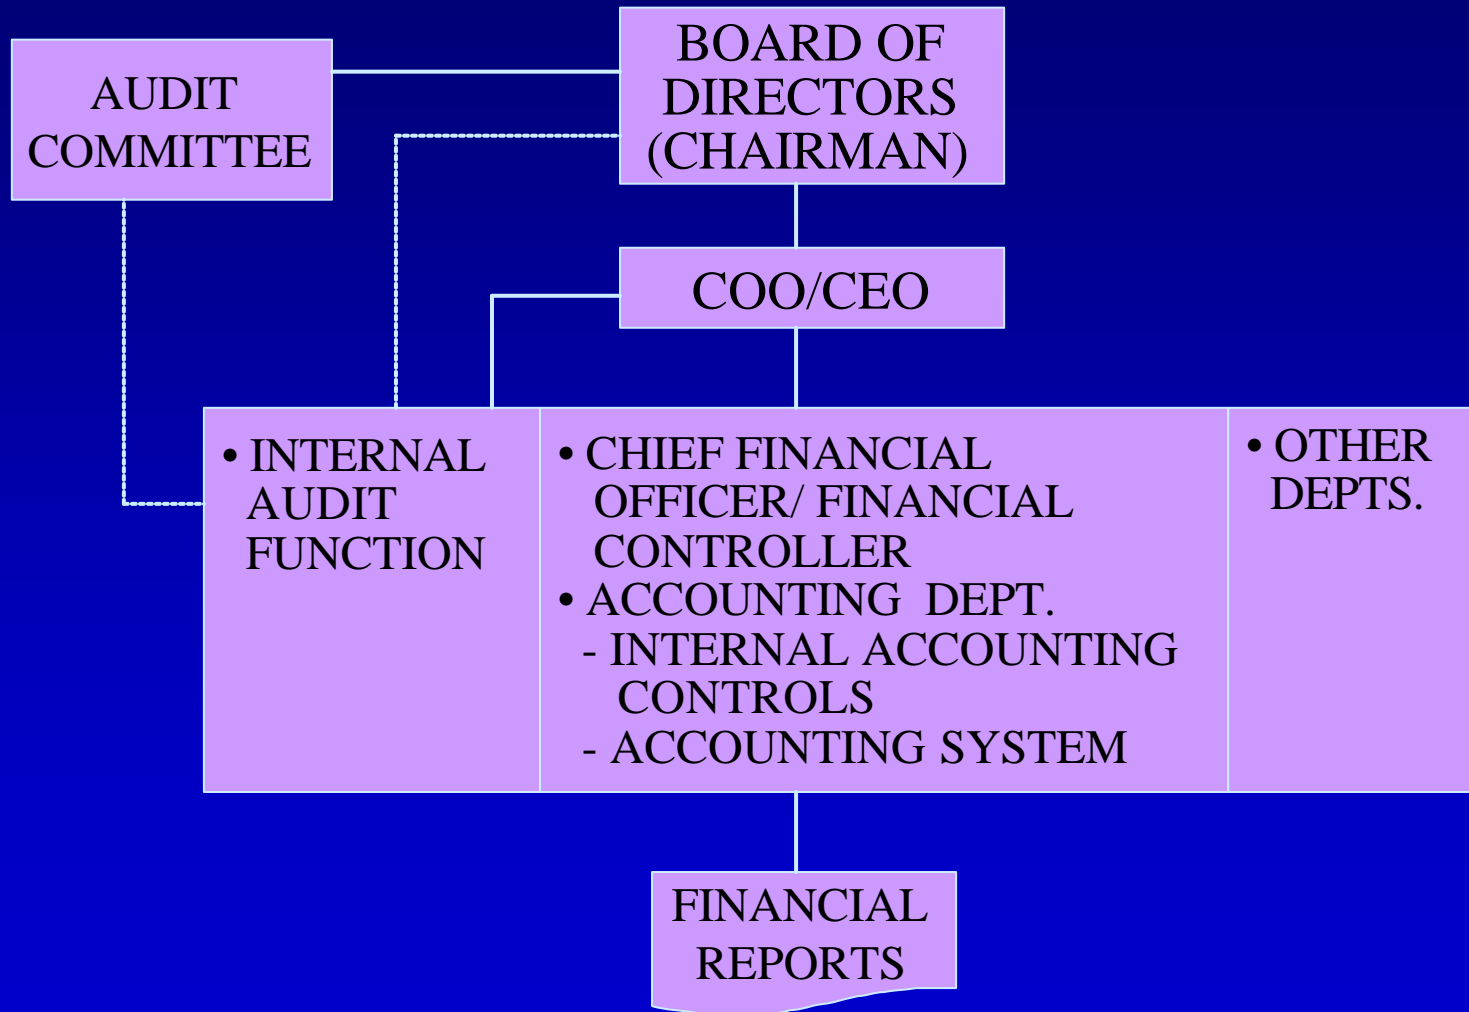 AUDIT
COMMITTEE
BOARD OF
DIRECTORS
(CHAIRMAN)
COO/CEO
• INTERNAL
AUDIT
FUNCTION
• CHIEF FINANCIAL
OFFICER/ FINANCIAL
CONTROLLER
• ACCOUNTING DEPT.
- INTERNAL ACCOUNTING
CONTROLS
- ACCOUNTING SYSTEM
• OTHER
DEPTS.
FINANCIAL
REPORTS